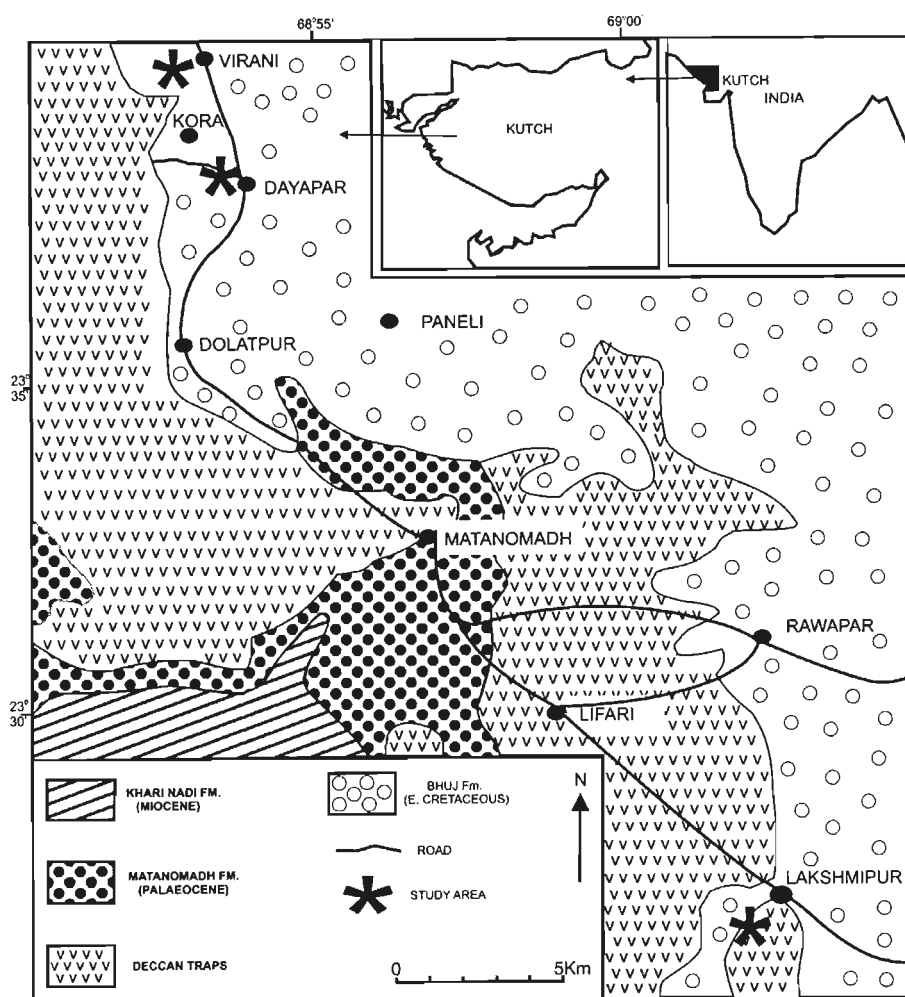 68°55'
69°00
VIRANI
KORA
DAYAPAR
KUTCH
KUTCH
INDIA
DOLATPUR
PANELI
23°
35
MATANOMADH
RAWAPAR
LIFARI
23°
30
KHARI NADI FM.
(MIOCENE)
BHUJ Fm.
(E. CRETACEOUS)
N
ROAD
MATANOMADH FM.
(PALAEOCENE)
STUDY AREA
LAKSHMIPUR
DECCAN TRAPS
0 5Km